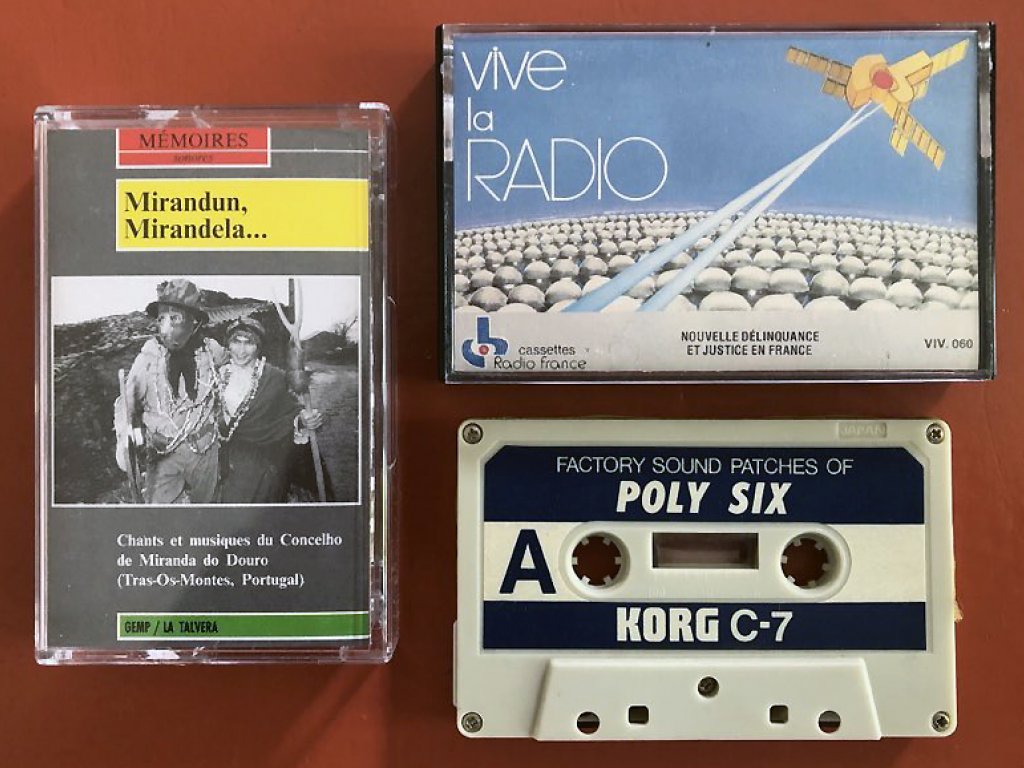 MÉMOIRES
sonores
Mirandun,
Mirandela...
Chants et musiques du Concelho
de Miranda do Douro
(Tras-Os-Montes, Portugal)
GEMP / LA TALVERA
Vive
la
RADIO
cassettes
Radio france
NOUVELLE DÉLINQUANCE
ET JUSTICE EN FRANCE
VIV. 060
JAPAN
FACTORY SOUND PATCHES OF
POLY SIX
A
KORG C-7